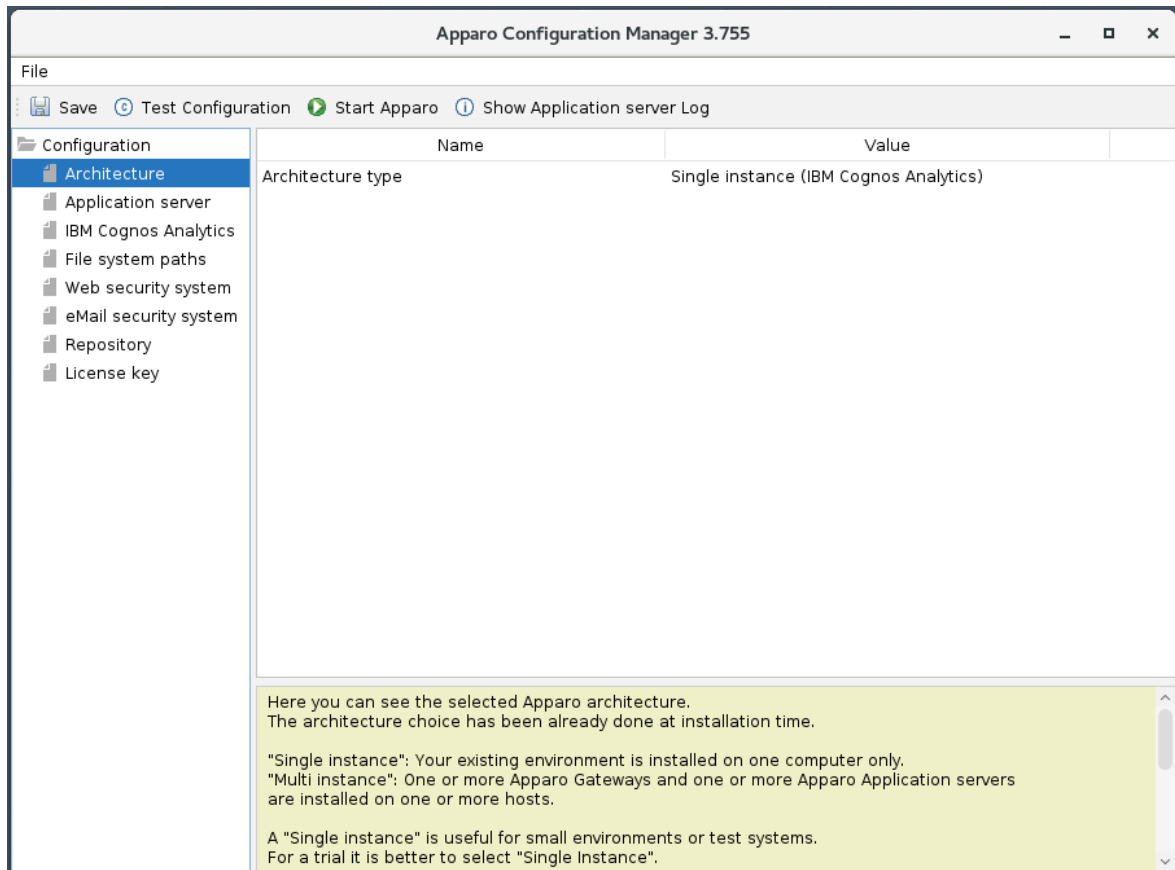 Apparo Configuration Manager 3.755
File
Save Test Configuration Start Apparo Show Application server Log
Configuration
Architecture
Application server
IBM Cognos Analytics
File system paths
Web security system
eMail security system
Repository
License key
Name Value
Architecture type Single instance (IBM Cognos Analytics)
Here you can see the selected Apparo architecture.
The architecture choice has been already done at installation time.
"Single instance": Your existing environment is installed on one computer only.
"Multi instance": One or more Apparo Gateways and one or more Apparo Application servers
are installed on one or more hosts.
A "Single instance" is useful for small environments or test systems.
For a trial it is better to select "Single Instance".